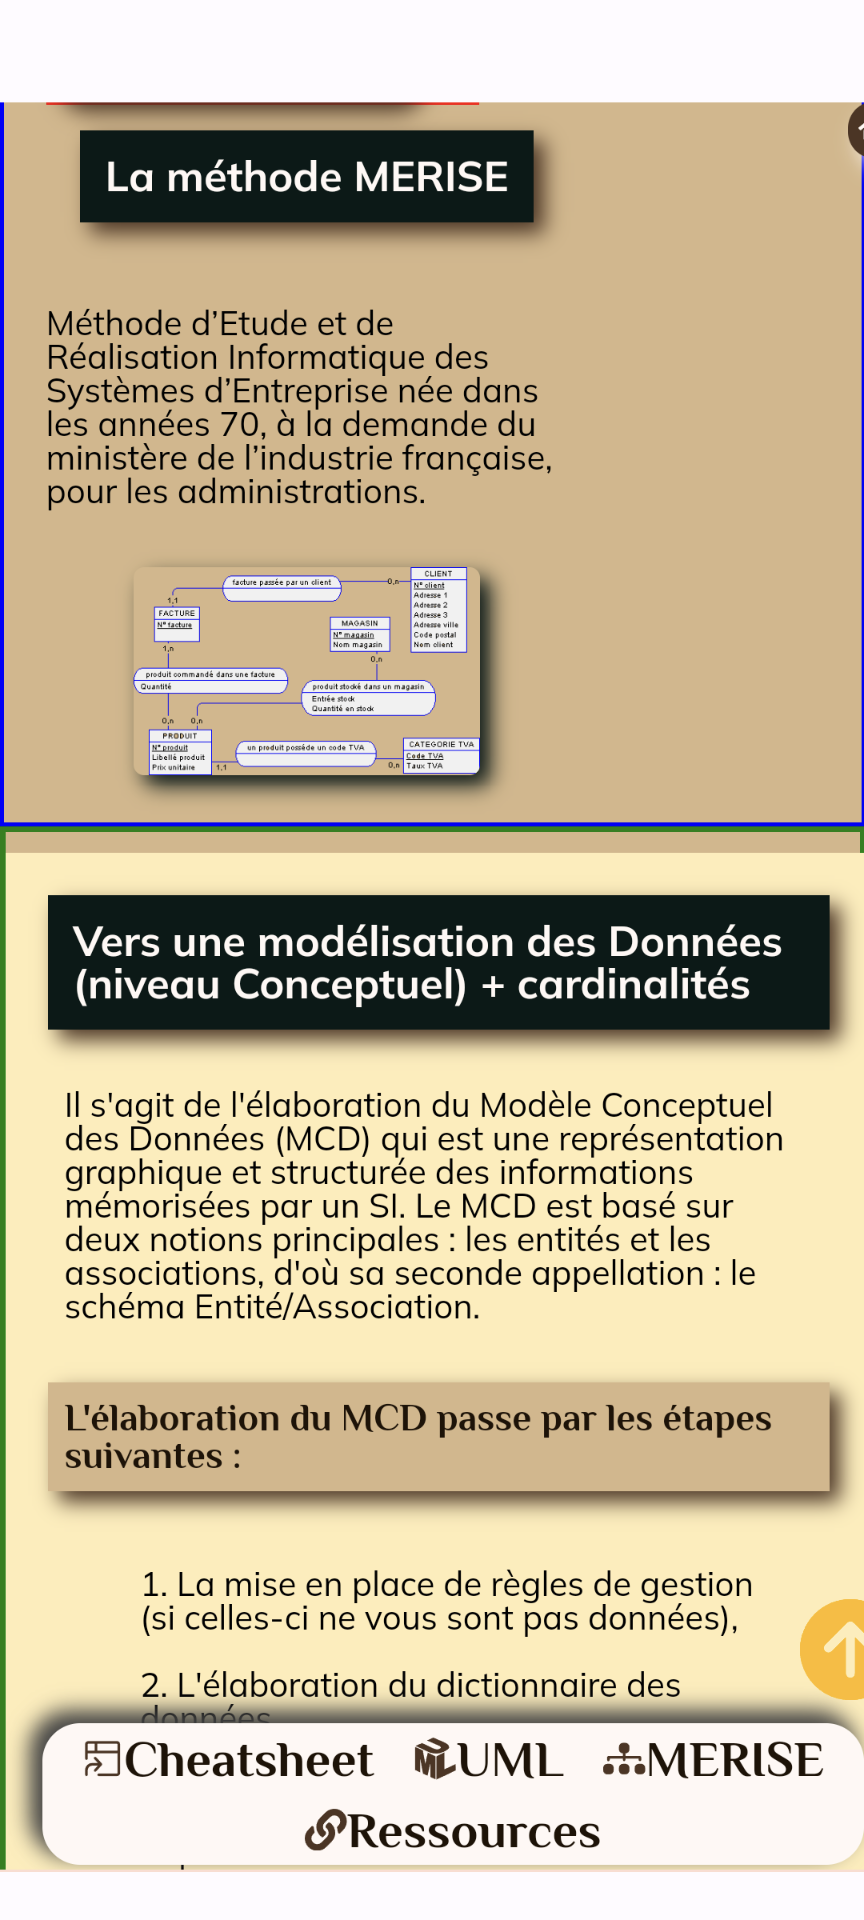 La méthode MERISE
Méthode d’Etude et de
Réalisation Informatique des
Systèmes d’Entreprise née dans
les années 70, à la demande du
ministère de l’industrie française,
pour les administrations.
facture passée par un client
0,n
CLIENT
N° client
Adresse 1
Adresse 2
Adresse 3
Adresse ville
Code postal
Nom client
1,1
FACTURE
N° facture
1,n
MAGASIN
N° magasin
Nom magasin
0,n
produit commandé dans une facture
Quantité
produit stocké dans un magasin
Entrée stock
Quantité en stock
0,n
0,n
PRODUIT
N° produit
Libellé produit
Prix unitaire
1,1
un produit possède un code TVA
0,n
CATEGORIE TVA
Code TVA
Taux TVA
Vers une modélisation des Données
(niveau Conceptuel) + cardinalités
Il s'agit de l'élaboration du Modèle Conceptuel
des Données (MCD) qui est une représentation
graphique et structurée des informations
mémorisées par un SI. Le MCD est basé sur
deux notions principales : les entités et les
associations, d'où sa seconde appellation : le
schéma Entité/Association.
L'élaboration du MCD passe par les étapes
suivantes :
1. La mise en place de règles de gestion
(si celles-ci ne vous sont pas données),
2. L'élaboration du dictionnaire des
données
Cheatsheet
UML
MERISE
Ressources